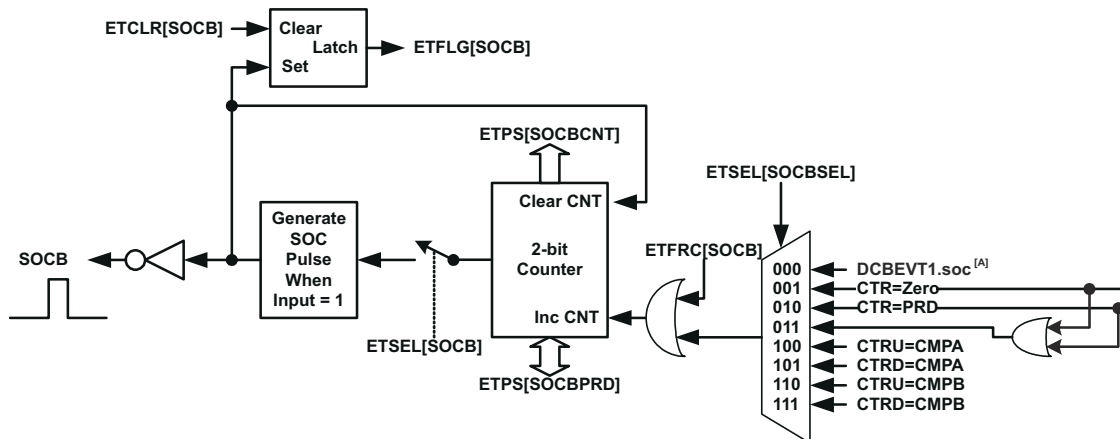 ETCLR[SOCB]
Clear
Latch
Set
ETFLG[SOCB]
ETPS[SOCBCNT]
ETSEL[SOCBSEL]
Clear CNT
2-bit
Counter
Inc CNT
Generate
SOC
Pulse
When
Input = 1
SOCB
ETSEL[SOCB]
ETPS[SOCBPRD]
ETFRC[SOCB]
000 DCBEVT1.soc [A]
001 CTR=Zero
010 CTR=PRD
011
100 CTRU=CMPA
101 CTRD=CMPA
110 CTRU=CMPB
111 CTRD=CMPB